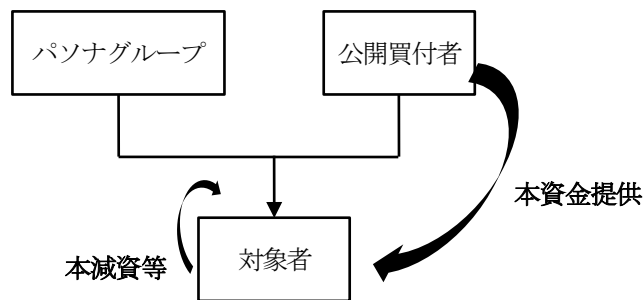 パソナグループ
公開買付者
本資金提供
本減資等
対象者